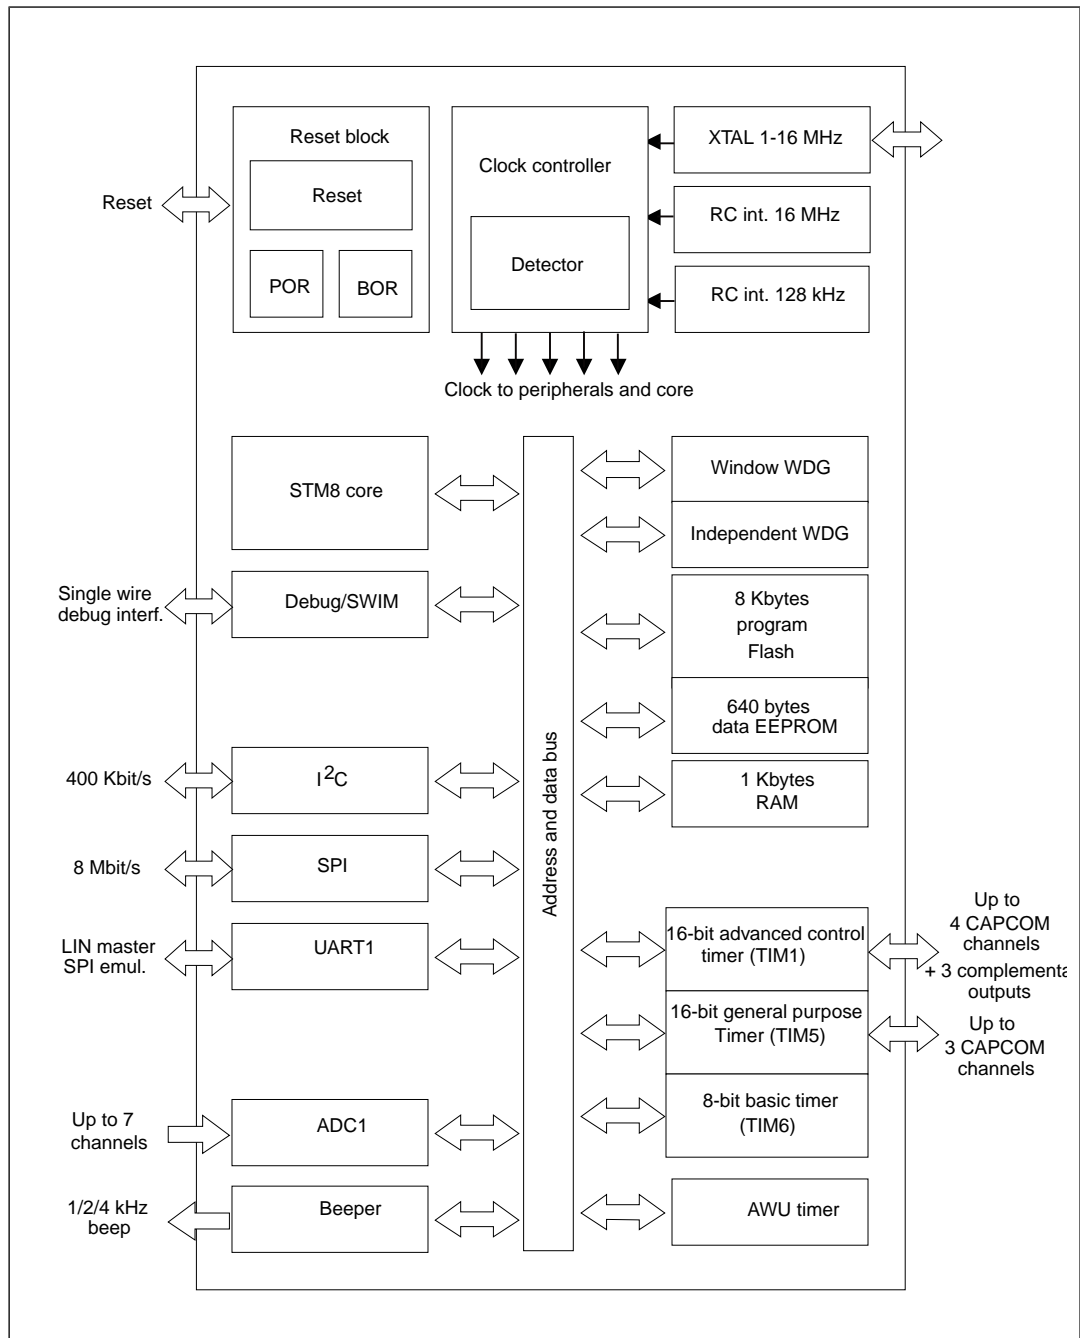 Reset block
Reset
POR
BOR
Reset
Clock controller
Detector
XTAL 1-16 MHz
RC int. 16 MHz
RC int. 128 kHz
Clock to peripherals and core
STM8 core
Debug/SWIM
Single wire
debug interf.
I2C
400 Kbit/s
SPI
8 Mbit/s
UART1
LIN master
SPI emul.
ADC1
Up to 7
channels
Beeper
1/2/4 kHz
beep
Address and data bus
Window WDG
Independent WDG
8 Kbytes
program
Flash
640 bytes
data EEPROM
1 Kbytes
RAM
16-bit advanced control
timer (TIM1)
Up to
4 CAPCOM
channels
+ 3 complementa
outputs
16-bit general purpose
Timer (TIM5)
Up to
3 CAPCOM
channels
8-bit basic timer
(TIM6)
AWU timer